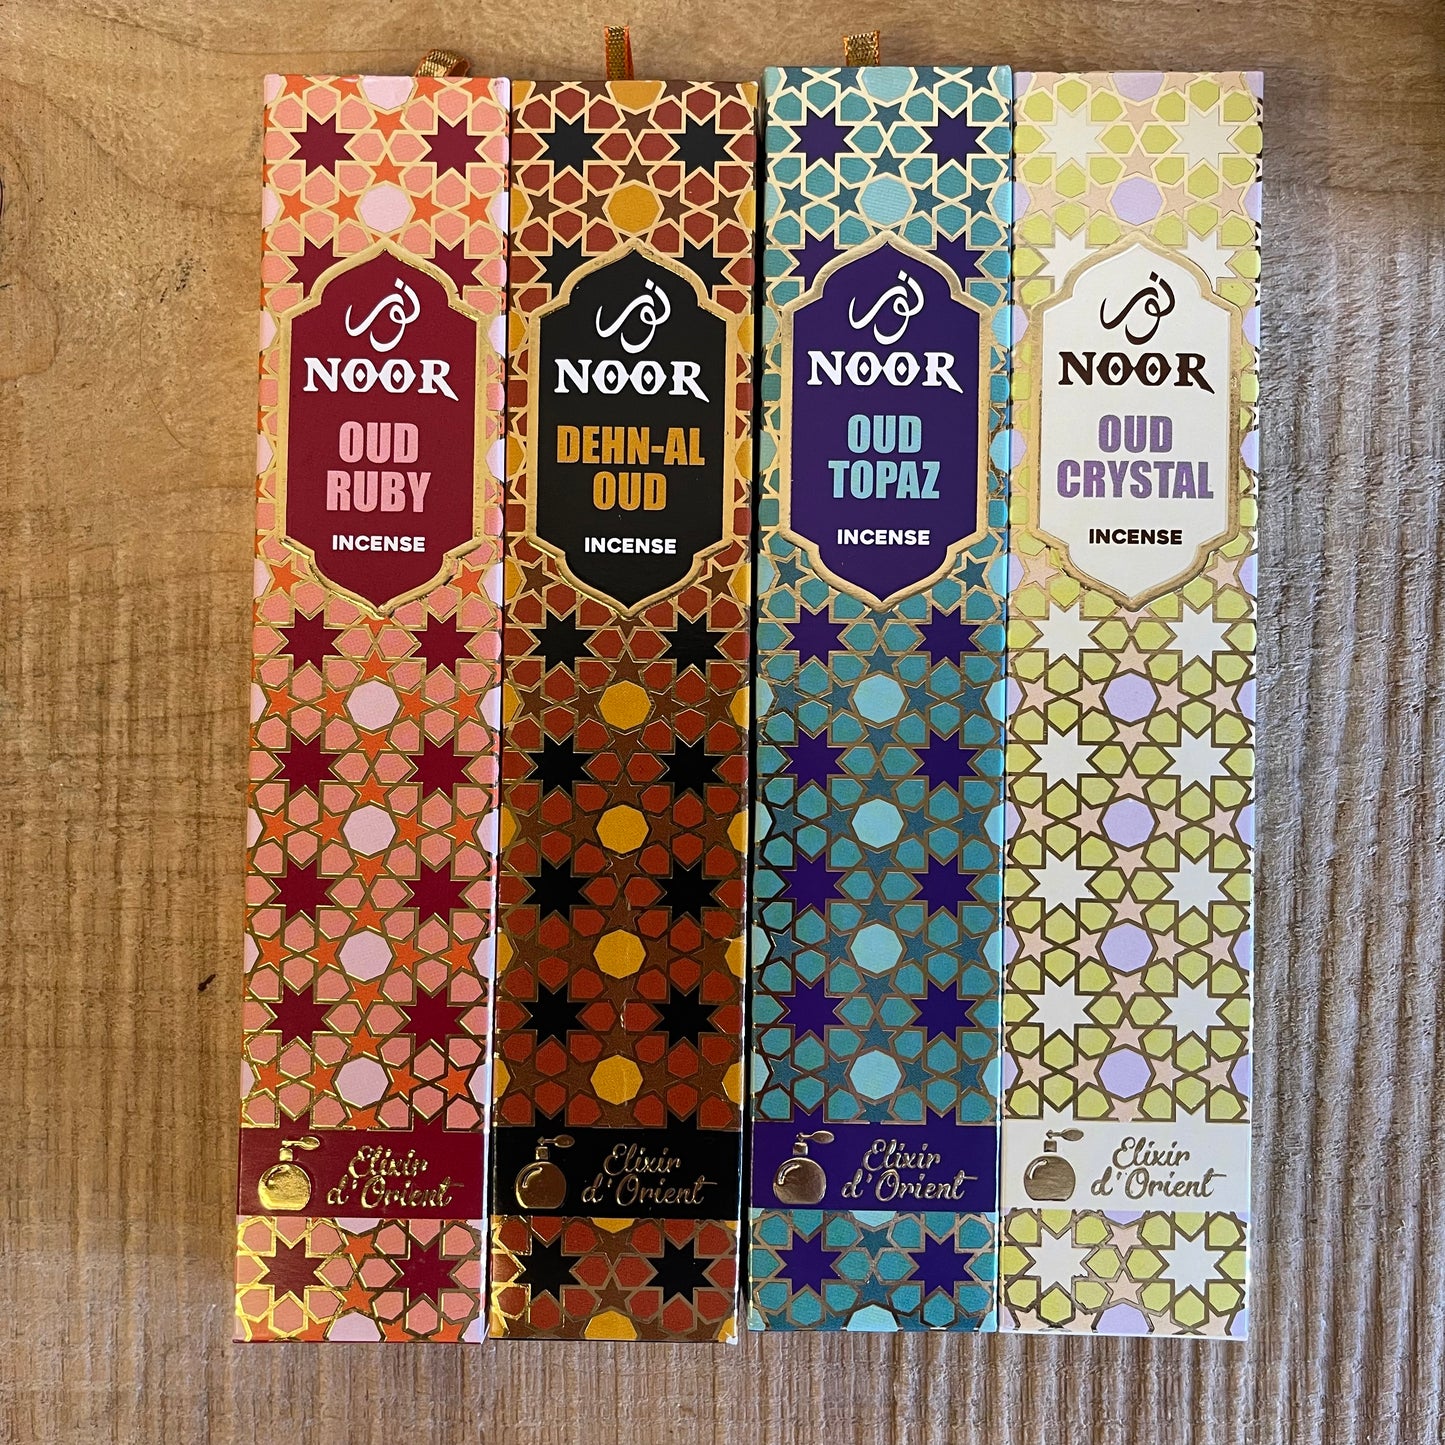 نور
NOOR
OUD
RUBY
INCENSE
Elixir
d'Orient
نور
NOOR
DEHN-AL
OUD
INCENSE
Elixir
d'Orient
نور
NOOR
OUD
TOPAZ
INCENSE
Elixir
d'Orient
نور
NOOR
OUD
CRYSTAL
INCENSE
Elixir
d'Orient